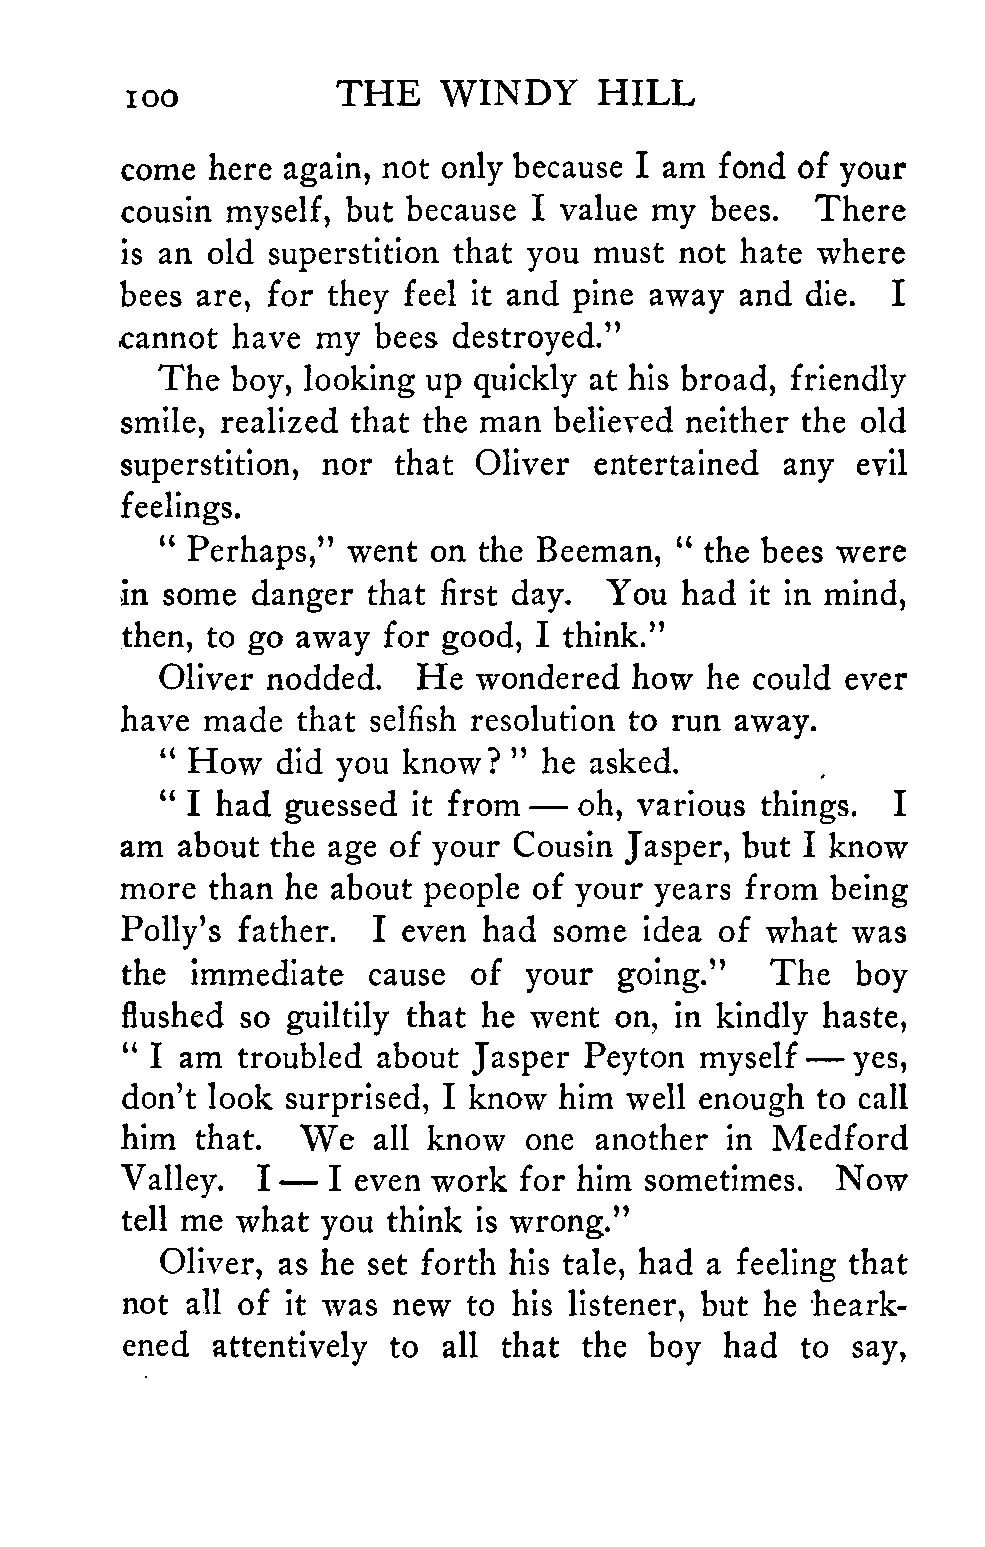 100 THE WINDY HILL
come here again, not only because I am fond of your
cousin myself, but because I value my bees. There
is an old superstition that you must not hate where
bees are, for they feel it and pine away and die. I
cannot have my bees destroyed."
The boy, looking up quickly at his broad, friendly
smile, realized that the man believed neither the old
superstition, nor that Oliver entertained any evil
feelings.
" Perhaps," went on the Beeman, " the bees were
in some danger that first day. You had it in mind,
then, to go away for good, I think."
Oliver nodded. He wondered how he could ever
have made that selfish resolution to run away.
" How did you know? " he asked.
" I had guessed it from — oh, various things. I
am about the age of your Cousin Jasper, but I know
more than he about people of your years from being
Polly's father. I even had some idea of what was
the immediate cause of your going." The boy
flushed so guiltily that he went on, in kindly haste,
" I am troubled about Jasper Peyton myself — yes,
don't look surprised, I know him well enough to call
him that. We all know one another in Medford
Valley. I — I even work for him sometimes. Now
tell me what you think is wrong."
Oliver, as he set forth his tale, had a feeling that
not all of it was new to his listener, but he heark-
ened attentively to all that the boy had to say,